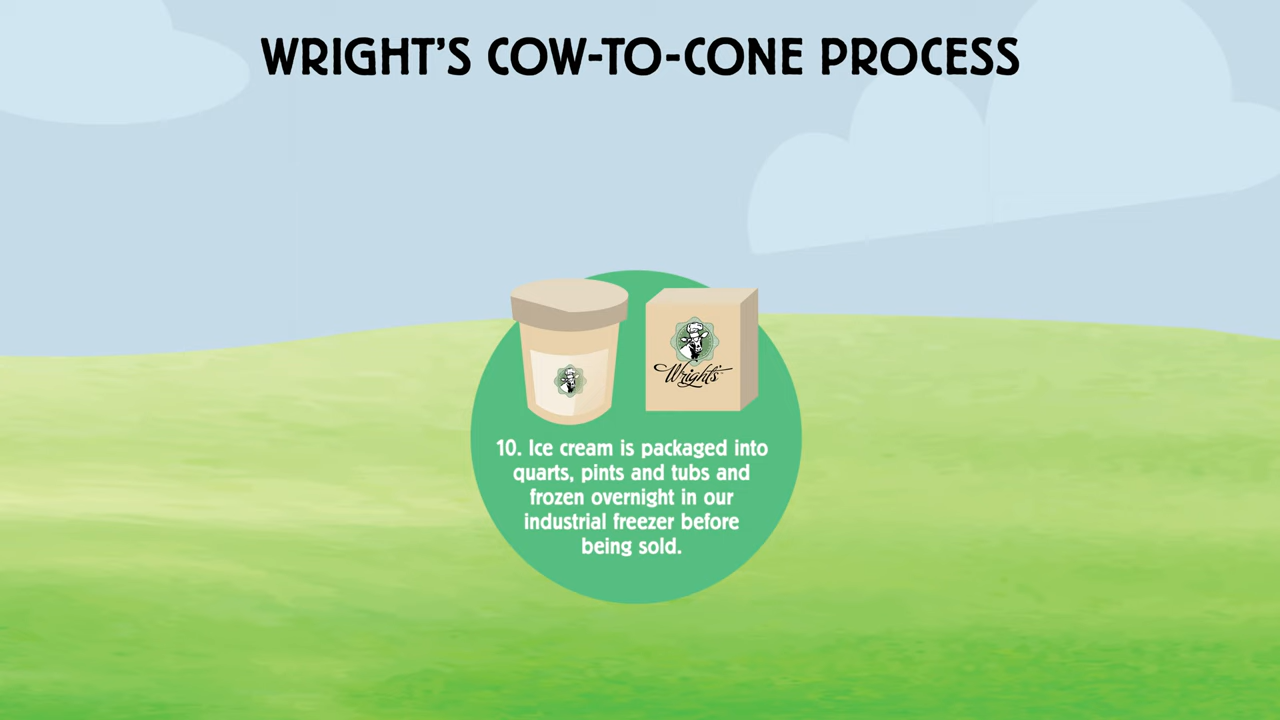 WRIGHT'S COW-TO-CONE PROCESS
Wright's
10. Ice cream is packaged into
quarts, pints and tubs and
frozen overnight in our
industrial freezer before
being sold.